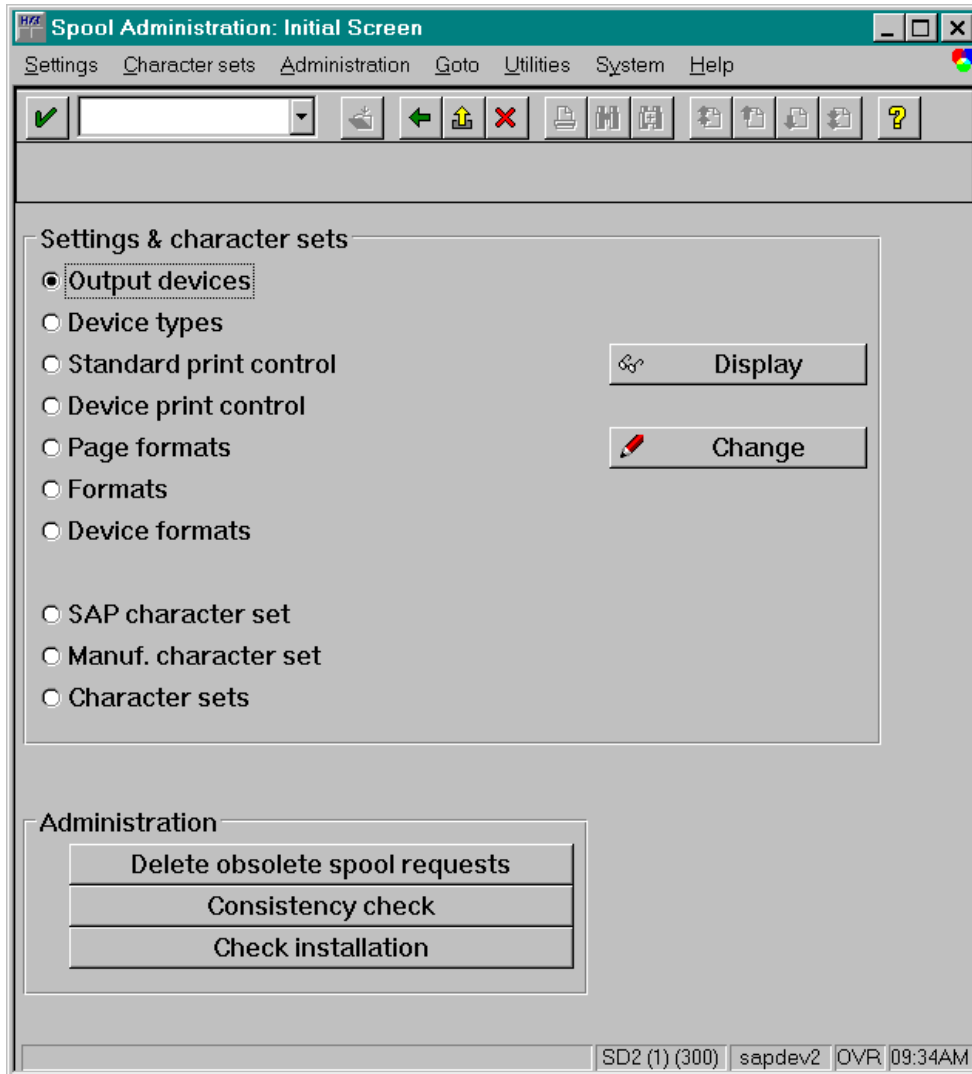 Spool Administration: Initial Screen
Settings Character sets Administration Goto Utilities System Help
Settings & character sets
Output devices
Device types
Standard print control
Display
Device print control
Page formats
Change
Formats
Device formats
SAP character set
Manuf. character set
Character sets
Administration
Delete obsolete spool requests
Consistency check
Check installation
SD2 (1) (300) sapdev2 OVR 09:34AM